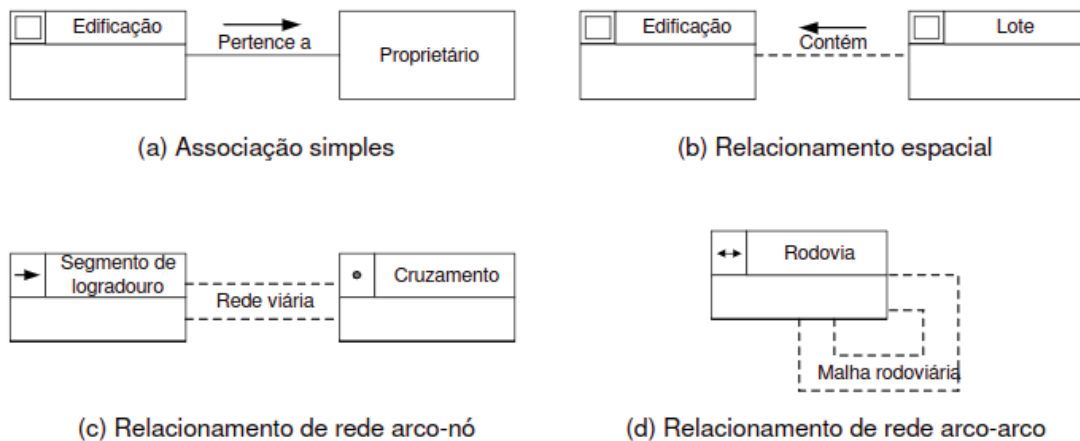 Edificação
Pertence a
Proprietário
(a) Associação simples
Edificação
Contém
Lote
(b) Relacionamento espacial
Segmento de
logradouro
Rede viária
Cruzamento
(c) Relacionamento de rede arco-nó
Rodovia
Malha rodoviária
(d) Relacionamento de rede arco-arco